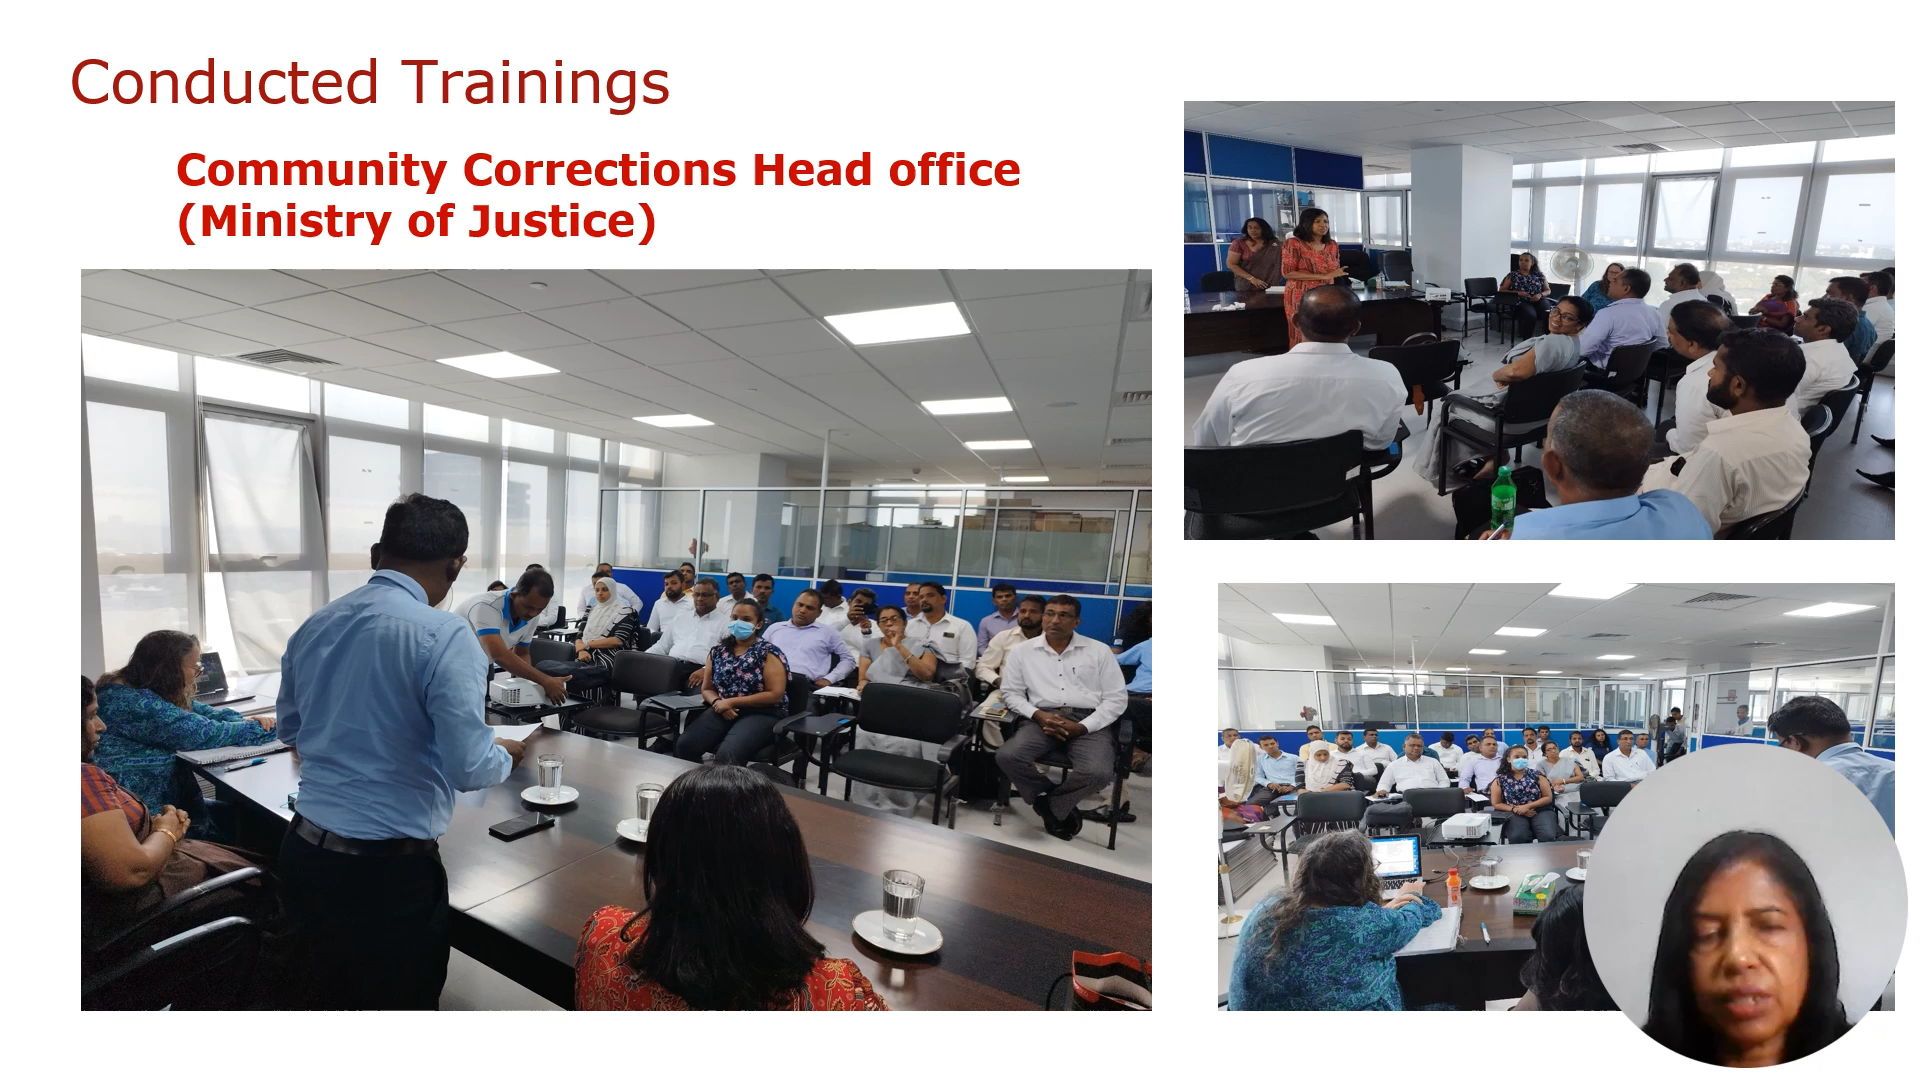 Conducted Trainings
Community Corrections Head office
(Ministry of Justice)